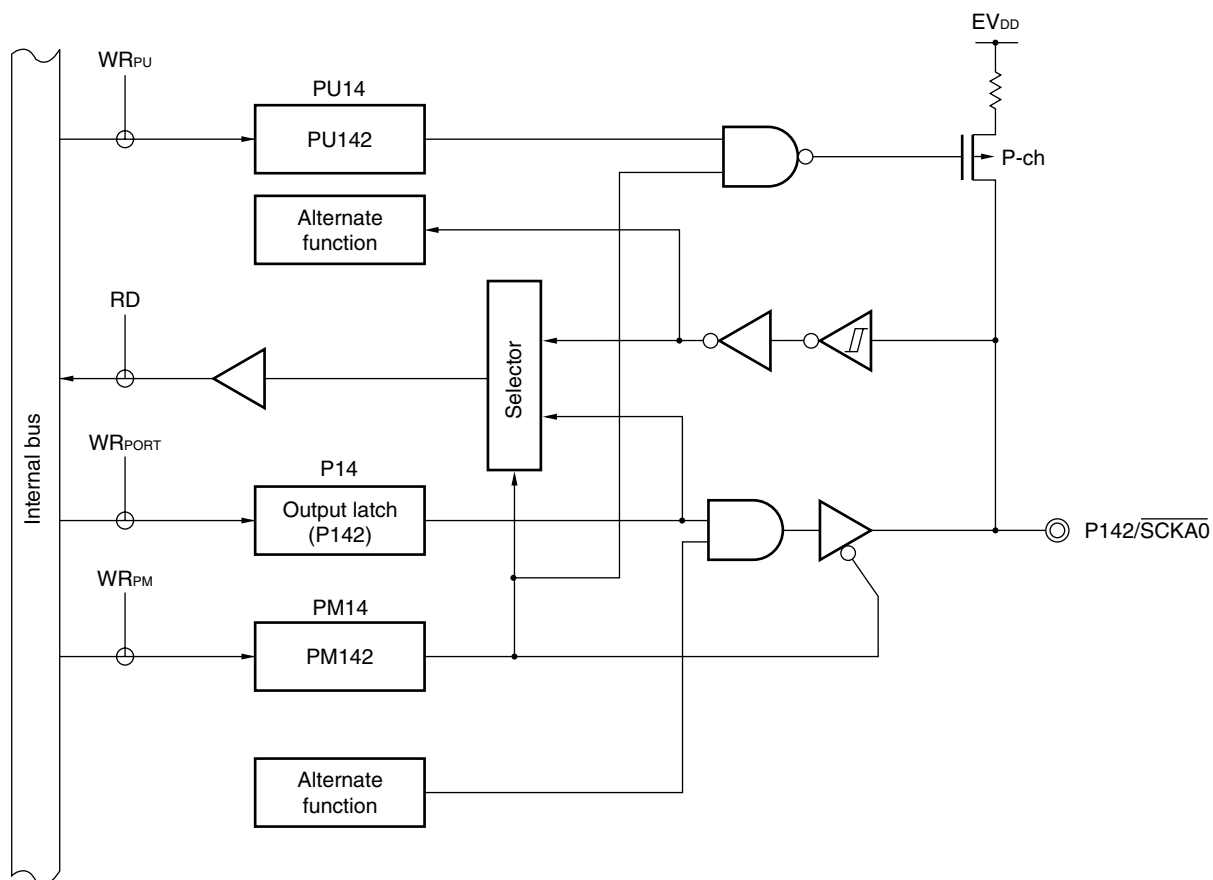 EVDD
WRPU
PU14
PU142
P-ch
Alternate
function
RD
Selector
Internal bus
WRPORT
P14
Output latch
(P142)
P142/SCKA0
WRPM
PM14
PM142
Alternate
function